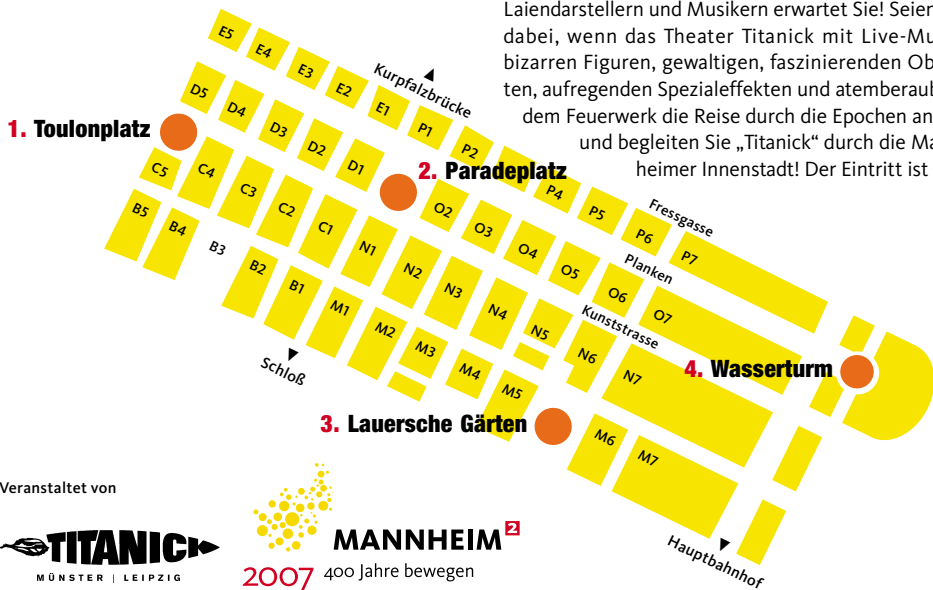 Laiendarstellern und Musikern erwartet Sie! Seien
dabei, wenn das Theater Titanick mit Live-Mu
bizarren Figuren, gewaltigen, faszinierenden Ob
ten, aufregenden Spezialeffekten und atemberaub
dem Feuerwerk die Reise durch die Epochen an
und begleiten Sie „Titanick“ durch die Ma
heimer Innenstadt! Der Eintritt ist
E5 E4 E3 E2 E1 P1 P2 P4 P5 P6 P7
Kurpfalzbrücke
Fressgasse
D5 D4 D3 D2 D1
1. Toulonplatz
2. Paradeplatz
O2 O3 O4 O5 O6 O7
Planken
C5 C4 C3 C2 C1 N1 N2 N3 N4 N5 N6 N7
Kunststrasse
B5 B4 B3 B2 B1 M1 M2 M3 M4 M5 M6 M7
Schloß
4. Wasserturm
3. Lauersche Gärten
Hauptbahnhof
Veranstaltet von
TITANICK
MÜNSTER | LEIPZIG
MANNHEIM2
2007 400 Jahre bewegen